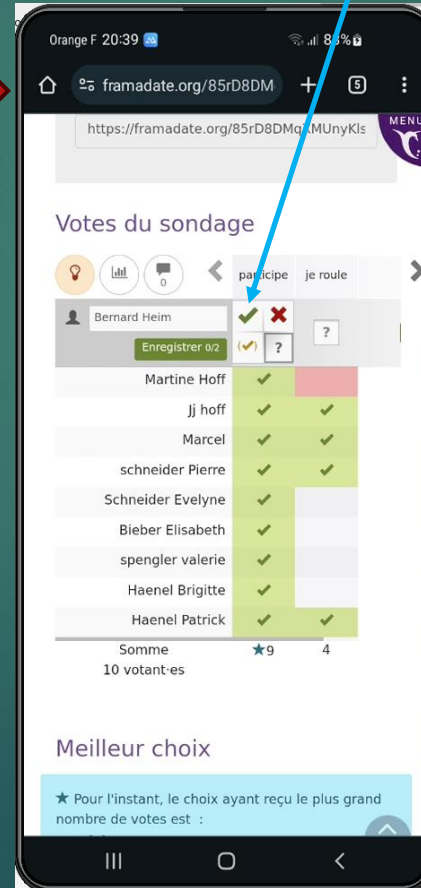 Orange F 20:39 88%
framadate.org/85rD8DM 5
https://framadate.org/85rD8DMqXMUnyKls
MENU
Votes du sondage
0 participe je roule
Bernard Heim
Enregistrer 0/2 (✔) ? ?
Martine Hoff ✔
Jj hoff ✔ ✔
Marcel ✔ ✔
schneider Pierre ✔ ✔
Schneider Evelyne ✔
Bieber Elisabeth ✔
spengler valerie ✔
Haenel Brigitte ✔
Haenel Patrick ✔ ✔
Somme ★9 4
10 votant·es
Meilleur choix
★ Pour l'instant, le choix ayant reçu le plus grand
nombre de votes est :